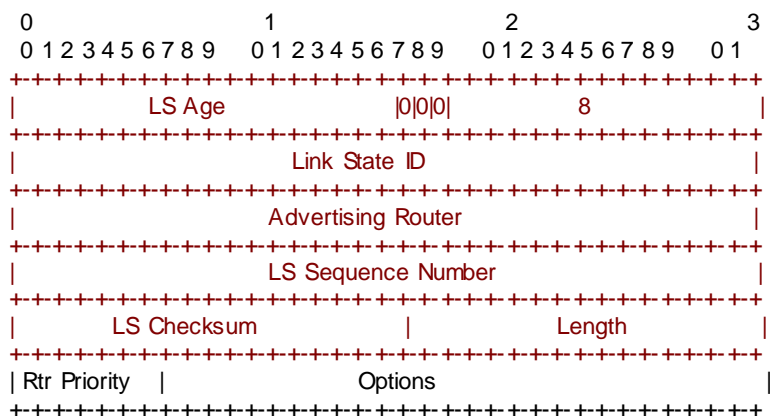 0 1 2 3
0 1 2 3 4 5 6 7 8 9 0 1 2 3 4 5 6 7 8 9 0 1 2 3 4 5 6 7 8 9 0 1
+-+-+-+-+-+-+-+-+-+-+-+-+-+-+-+-+-+-+-+-+-+-+-+-+-+-+-+-+-+-+-+-+
| LS Age |0|0|0| 8 |
+-+-+-+-+-+-+-+-+-+-+-+-+-+-+-+-+-+-+-+-+-+-+-+-+-+-+-+-+-+-+-+-+
| Link State ID |
+-+-+-+-+-+-+-+-+-+-+-+-+-+-+-+-+-+-+-+-+-+-+-+-+-+-+-+-+-+-+-+-+
| Advertising Router |
+-+-+-+-+-+-+-+-+-+-+-+-+-+-+-+-+-+-+-+-+-+-+-+-+-+-+-+-+-+-+-+-+
| LS Sequence Number |
+-+-+-+-+-+-+-+-+-+-+-+-+-+-+-+-+-+-+-+-+-+-+-+-+-+-+-+-+-+-+-+-+
| LS Checksum | Length |
+-+-+-+-+-+-+-+-+-+-+-+-+-+-+-+-+-+-+-+-+-+-+-+-+-+-+-+-+-+-+-+-+
| Rtr Priority | Options |
+-+-+-+-+-+-+-+-+-+-+-+-+-+-+-+-+-+-+-+-+-+-+-+-+-+-+-+-+-+-+-+-+